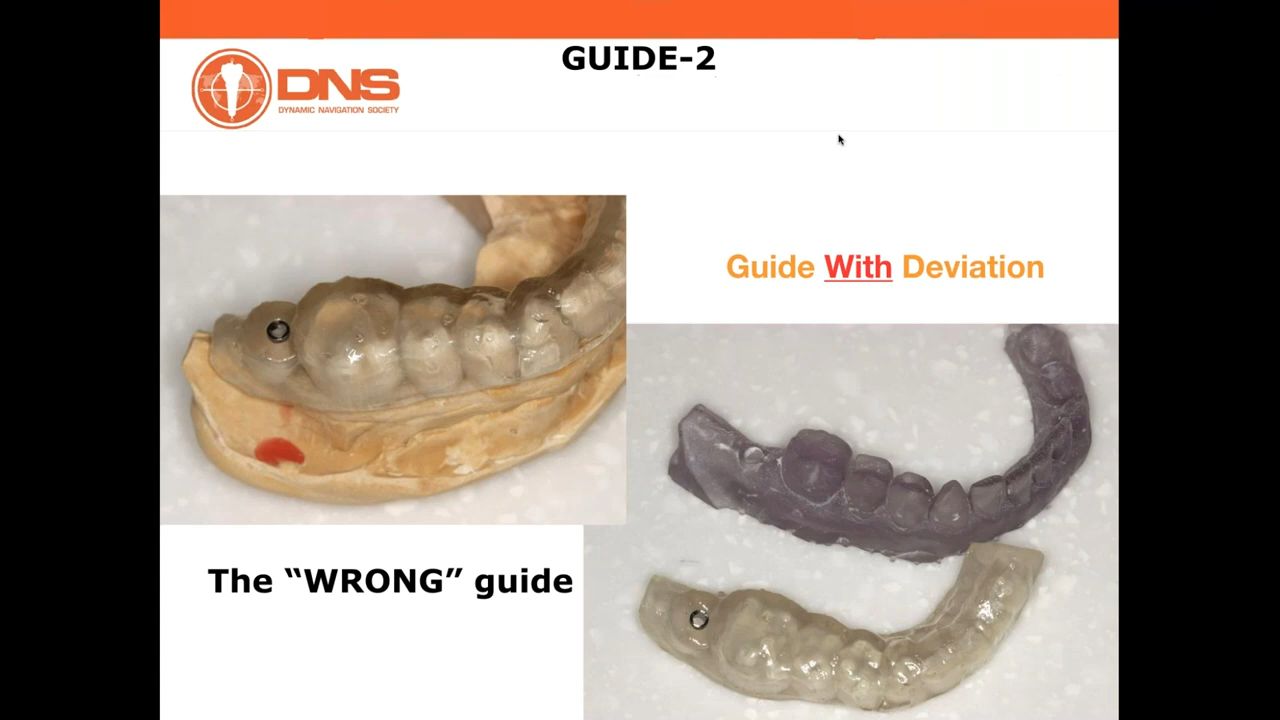 GUIDE-2
DNS
DYNAMIC NAVIGATION SOCIETY
Guide With Deviation
The “WRONG” guide